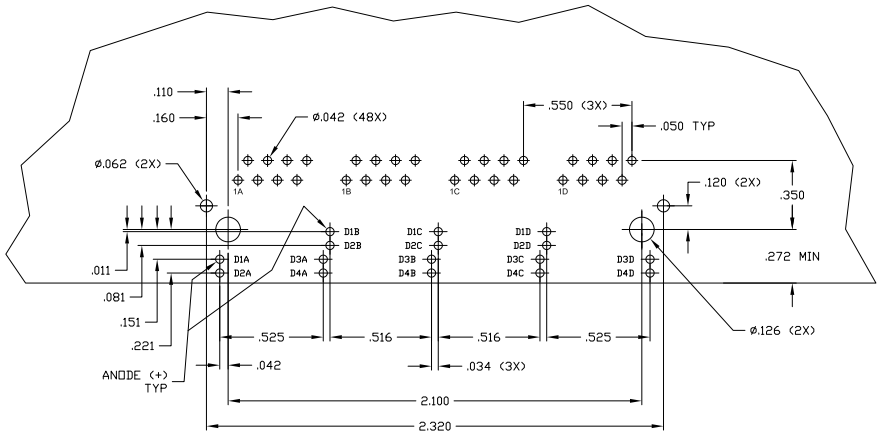 .110
.160
Ø.042 (48X)
.550 (3X)
.050 TYP
Ø.062 (2X)
1A
1B
1C
1D
.120 (2X)
.350
D1B
D1C
D1D
D2B
D2C
D2D
.272 MIN
D1A
D3A
D3B
D3C
D3D
D2A
D4A
D4B
D4C
D4D
.011
.081
.151
.221
.525
.516
.516
.525
Ø.126 (2X)
.042
.034 (3X)
ANODE (+)
TYP
2.100
2.320